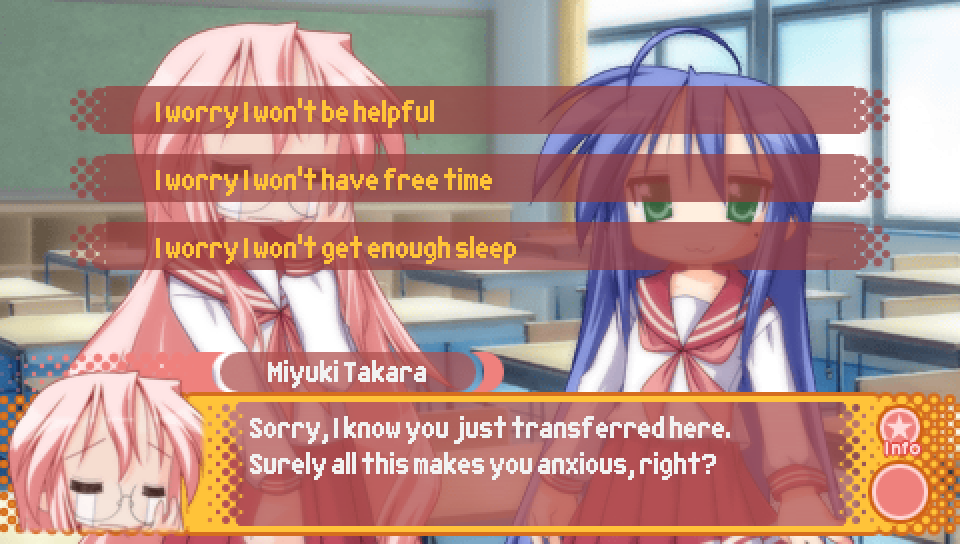 I worry I won't be helpful
I worry I won't have free time
I worry I won't get enough sleep
Miyuki Takara
Sorry, I know you just transferred here.
Surely all this makes you anxious, right?
Info